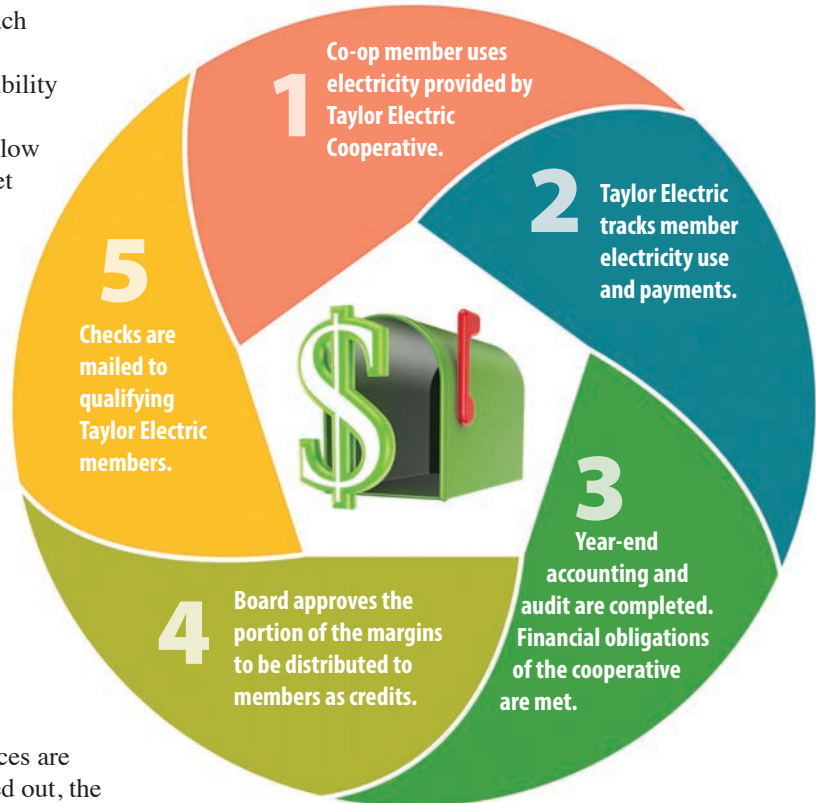 ach
bility
low
et
1
Co-op member uses
electricity provided by
Taylor Electric
Cooperative.
2
Taylor Electric
tracks member
electricity use
and payments.
3
Year-end
accounting and
audit are completed.
Financial obligations
of the cooperative
are met.
4
Board approves the
portion of the margins
to be distributed to
members as credits.
5
Checks are
mailed to
qualifying
Taylor Electric
members.
$
ces are
ed out, the